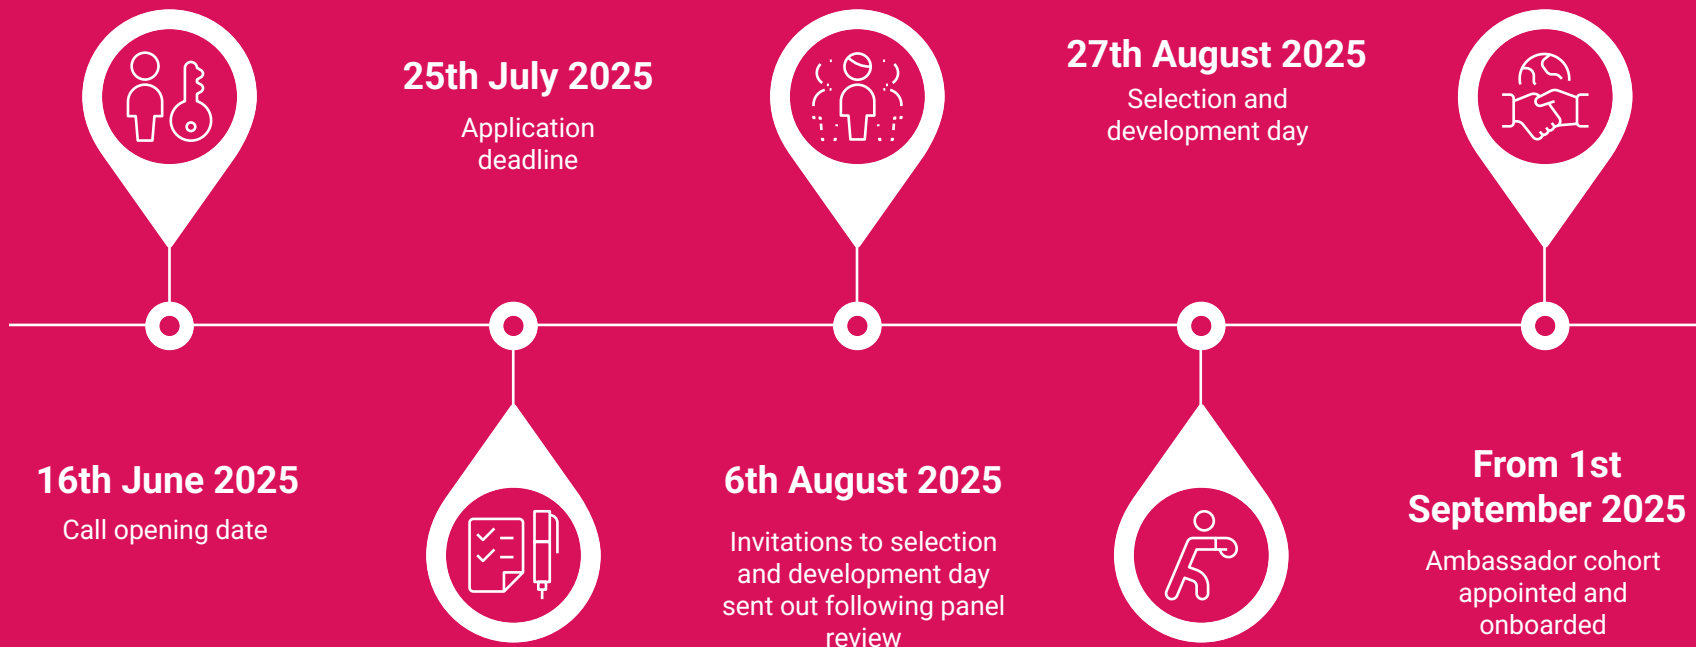 16th June 2025
Call opening date
25th July 2025
Application
deadline
6th August 2025
Invitations to selection
and development day
sent out following panel
review
27th August 2025
Selection and
development day
From 1st
September 2025
Ambassador cohort
appointed and
onboarded